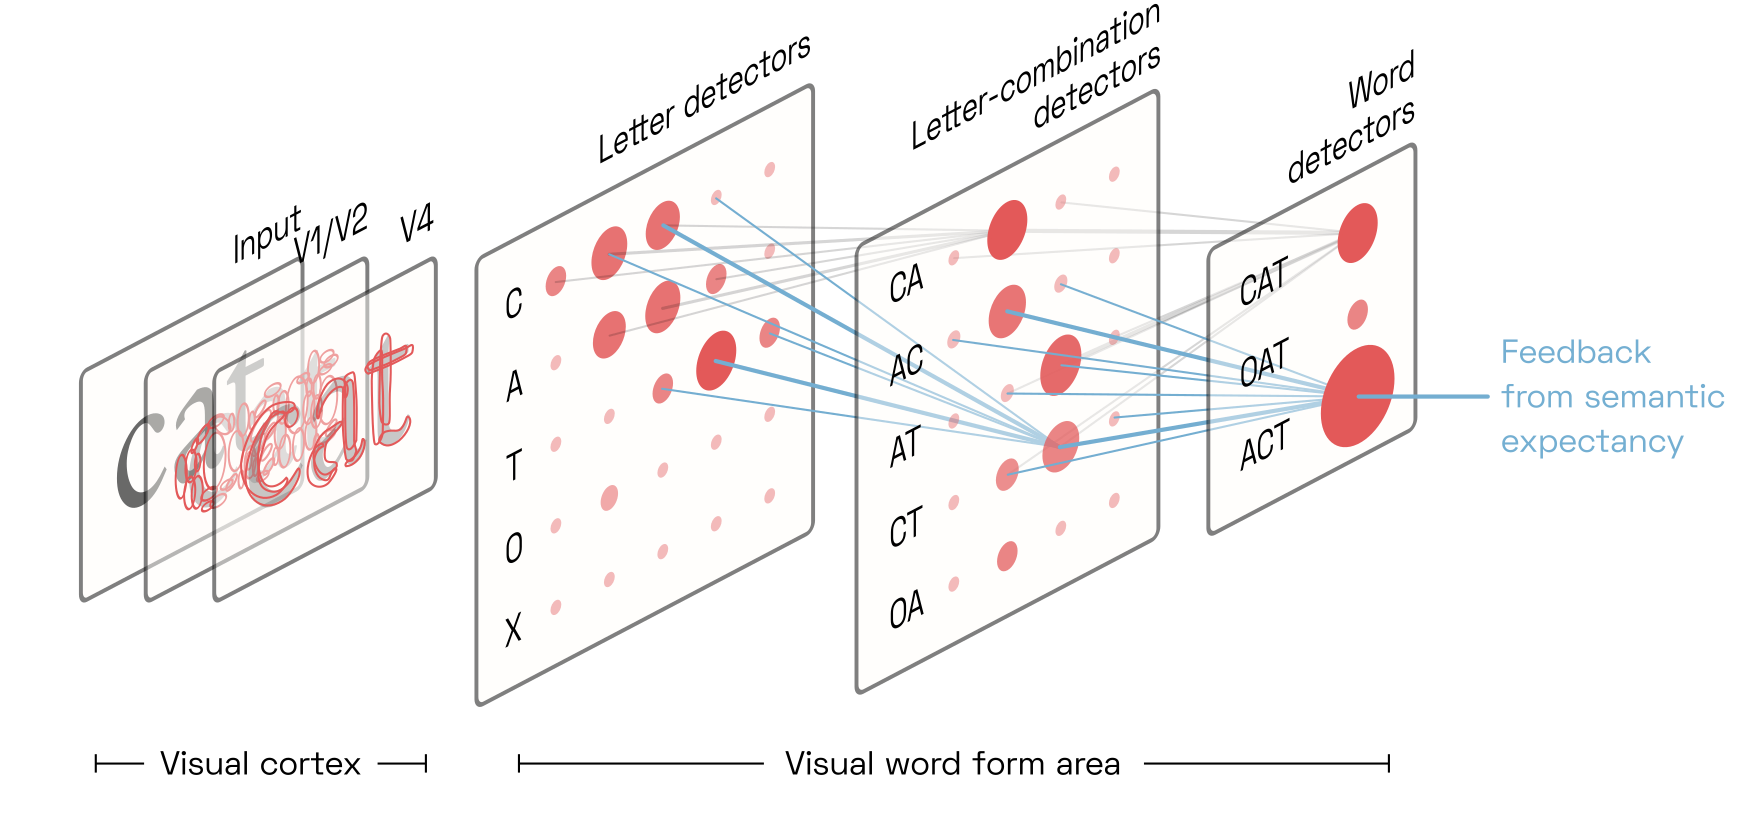 Input
V1/V2
V4
cat
cat
Letter detectors
C
A
T
O
X
Letter-combination
detectors
CA
AC
AT
CT
OA
Word
detectors
CAT
OAT
ACT
Feedback
from semantic
expectancy
Visual cortex
Visual word form area